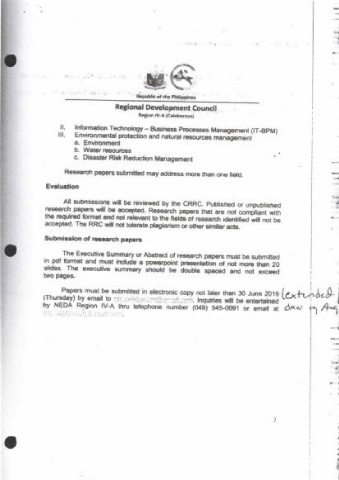 Republic of the Philippines
Regional Development Council
Region IV-A (Calabarzon)
II. Information Technology – Business Processes Management (IT-BPM)
III. Environmental protection and natural resources management
a. Environment
b. Water resources
c. Disaster Risk Reduction Management
Research papers submitted may address more than one field.
Evaluation
All submissions will be reviewed by the CRRC. Published or unpublished
research papers will be accepted. Research papers that are not compliant with
the required format and not relevant to the fields of research identified will not be
accepted. The RRC will not tolerate plagiarism or other similar acts.
Submission of research papers
The Executive Summary or Abstract of research papers must be submitted
in pdf format and must include a powerpoint presentation of not more than 20
slides. The executive summary should be double spaced and not exceed
two pages.
Papers must be submitted in electronic copy not later than 30 June 2016 (extended
(Thursday) by email to Inquiries will be entertained
by NEDA Region IV-A thru telephone number (049) 545-0091 or email at